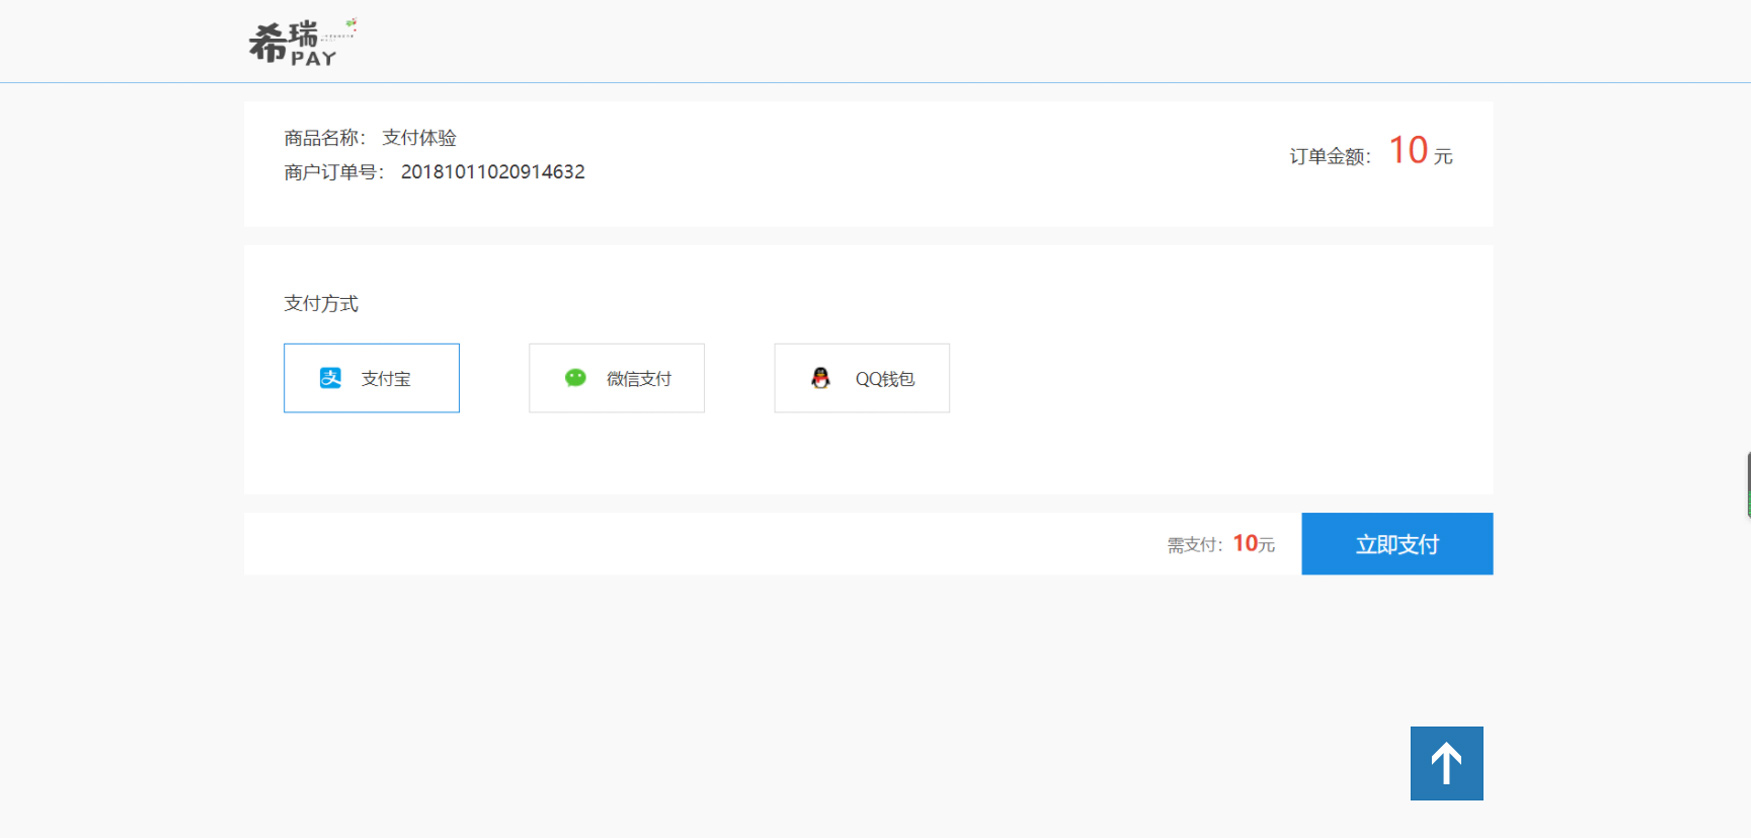 希瑞
PAY
商品名称： 支付体验
商户订单号： 20181011020914632
订单金额： 10 元
支付方式
支 支付宝
微信支付
QQ钱包
需支付：10元
立即支付